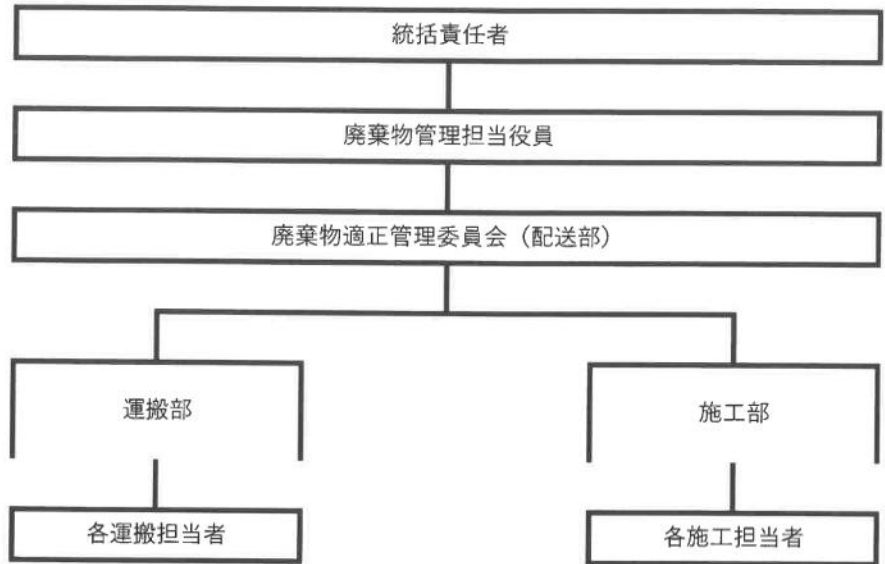 統括責任者
廃棄物管理担当役員
廃棄物適正管理委員会（配送部）
運搬部
施工部
各運搬担当者
各施工担当者